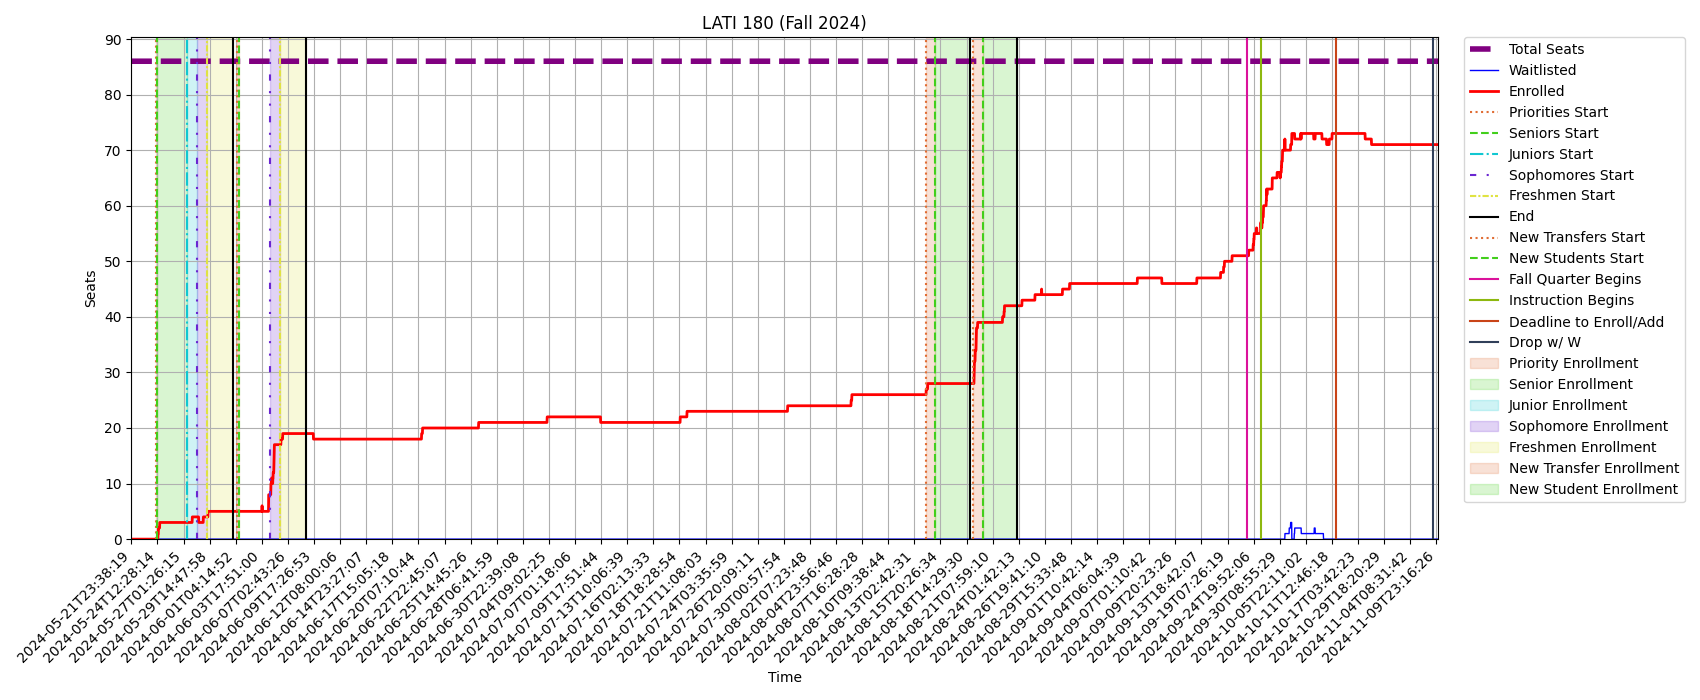 LATI 180 (Fall 2024)
90
80
70
60
50
40
30
20
10
0
Seats
2024-05-21T23:38:19
2024-05-24T12:28:14
2024-05-27T01:26:15
2024-05-29T14:47:58
2024-06-01T04:14:52
2024-06-03T17:51:00
2024-06-07T02:43:26
2024-06-09T17:26:53
2024-06-12T08:00:06
2024-06-14T23:27:07
2024-06-17T15:05:18
2024-06-20T07:10:44
2024-06-22T22:45:07
2024-06-25T14:45:26
2024-06-28T06:41:59
2024-06-30T22:39:08
2024-07-04T09:02:25
2024-07-07T01:18:06
2024-07-09T17:51:44
2024-07-13T10:06:39
2024-07-16T02:13:33
2024-07-18T18:28:54
2024-07-21T11:08:03
2024-07-24T03:35:59
2024-07-26T20:09:11
2024-07-30T00:57:54
2024-08-02T07:23:48
2024-08-04T23:56:46
2024-08-07T16:28:28
2024-08-10T09:38:44
2024-08-13T02:42:31
2024-08-15T20:26:34
2024-08-18T14:29:30
2024-08-21T07:59:10
2024-08-24T01:42:13
2024-08-26T19:41:10
2024-08-29T15:33:48
2024-09-01T10:42:14
2024-09-04T06:04:39
2024-09-07T01:10:42
2024-09-09T20:23:26
2024-09-13T18:42:07
2024-09-19T07:26:19
2024-09-24T19:52:06
2024-09-30T08:55:29
2024-10-05T22:11:02
2024-10-11T12:46:18
2024-10-17T03:42:23
2024-10-29T18:20:29
2024-11-04T08:31:42
2024-11-09T23:16:26
Time
Total Seats
Waitlisted
Enrolled
Priorities Start
Seniors Start
Juniors Start
Sophomores Start
Freshmen Start
End
New Transfers Start
New Students Start
Fall Quarter Begins
Instruction Begins
Deadline to Enroll/Add
Drop w/ W
Priority Enrollment
Senior Enrollment
Junior Enrollment
Sophomore Enrollment
Freshmen Enrollment
New Transfer Enrollment
New Student Enrollment